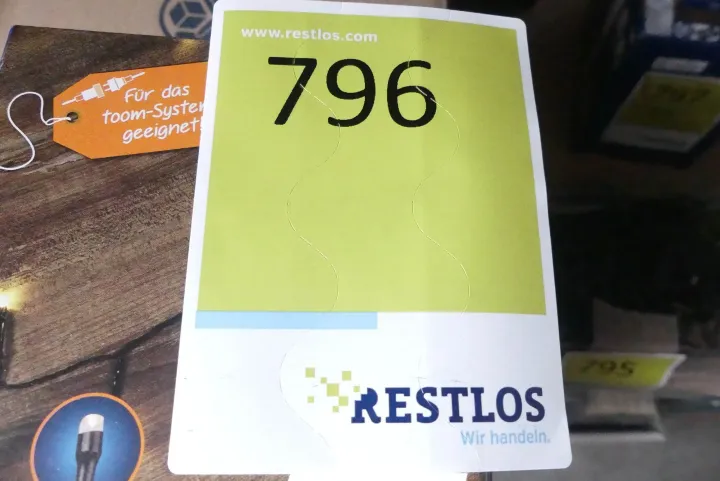 www.restlos.com
796
Für das
toom-System
geeignet!
RESTLOS
Wir handeln.
795